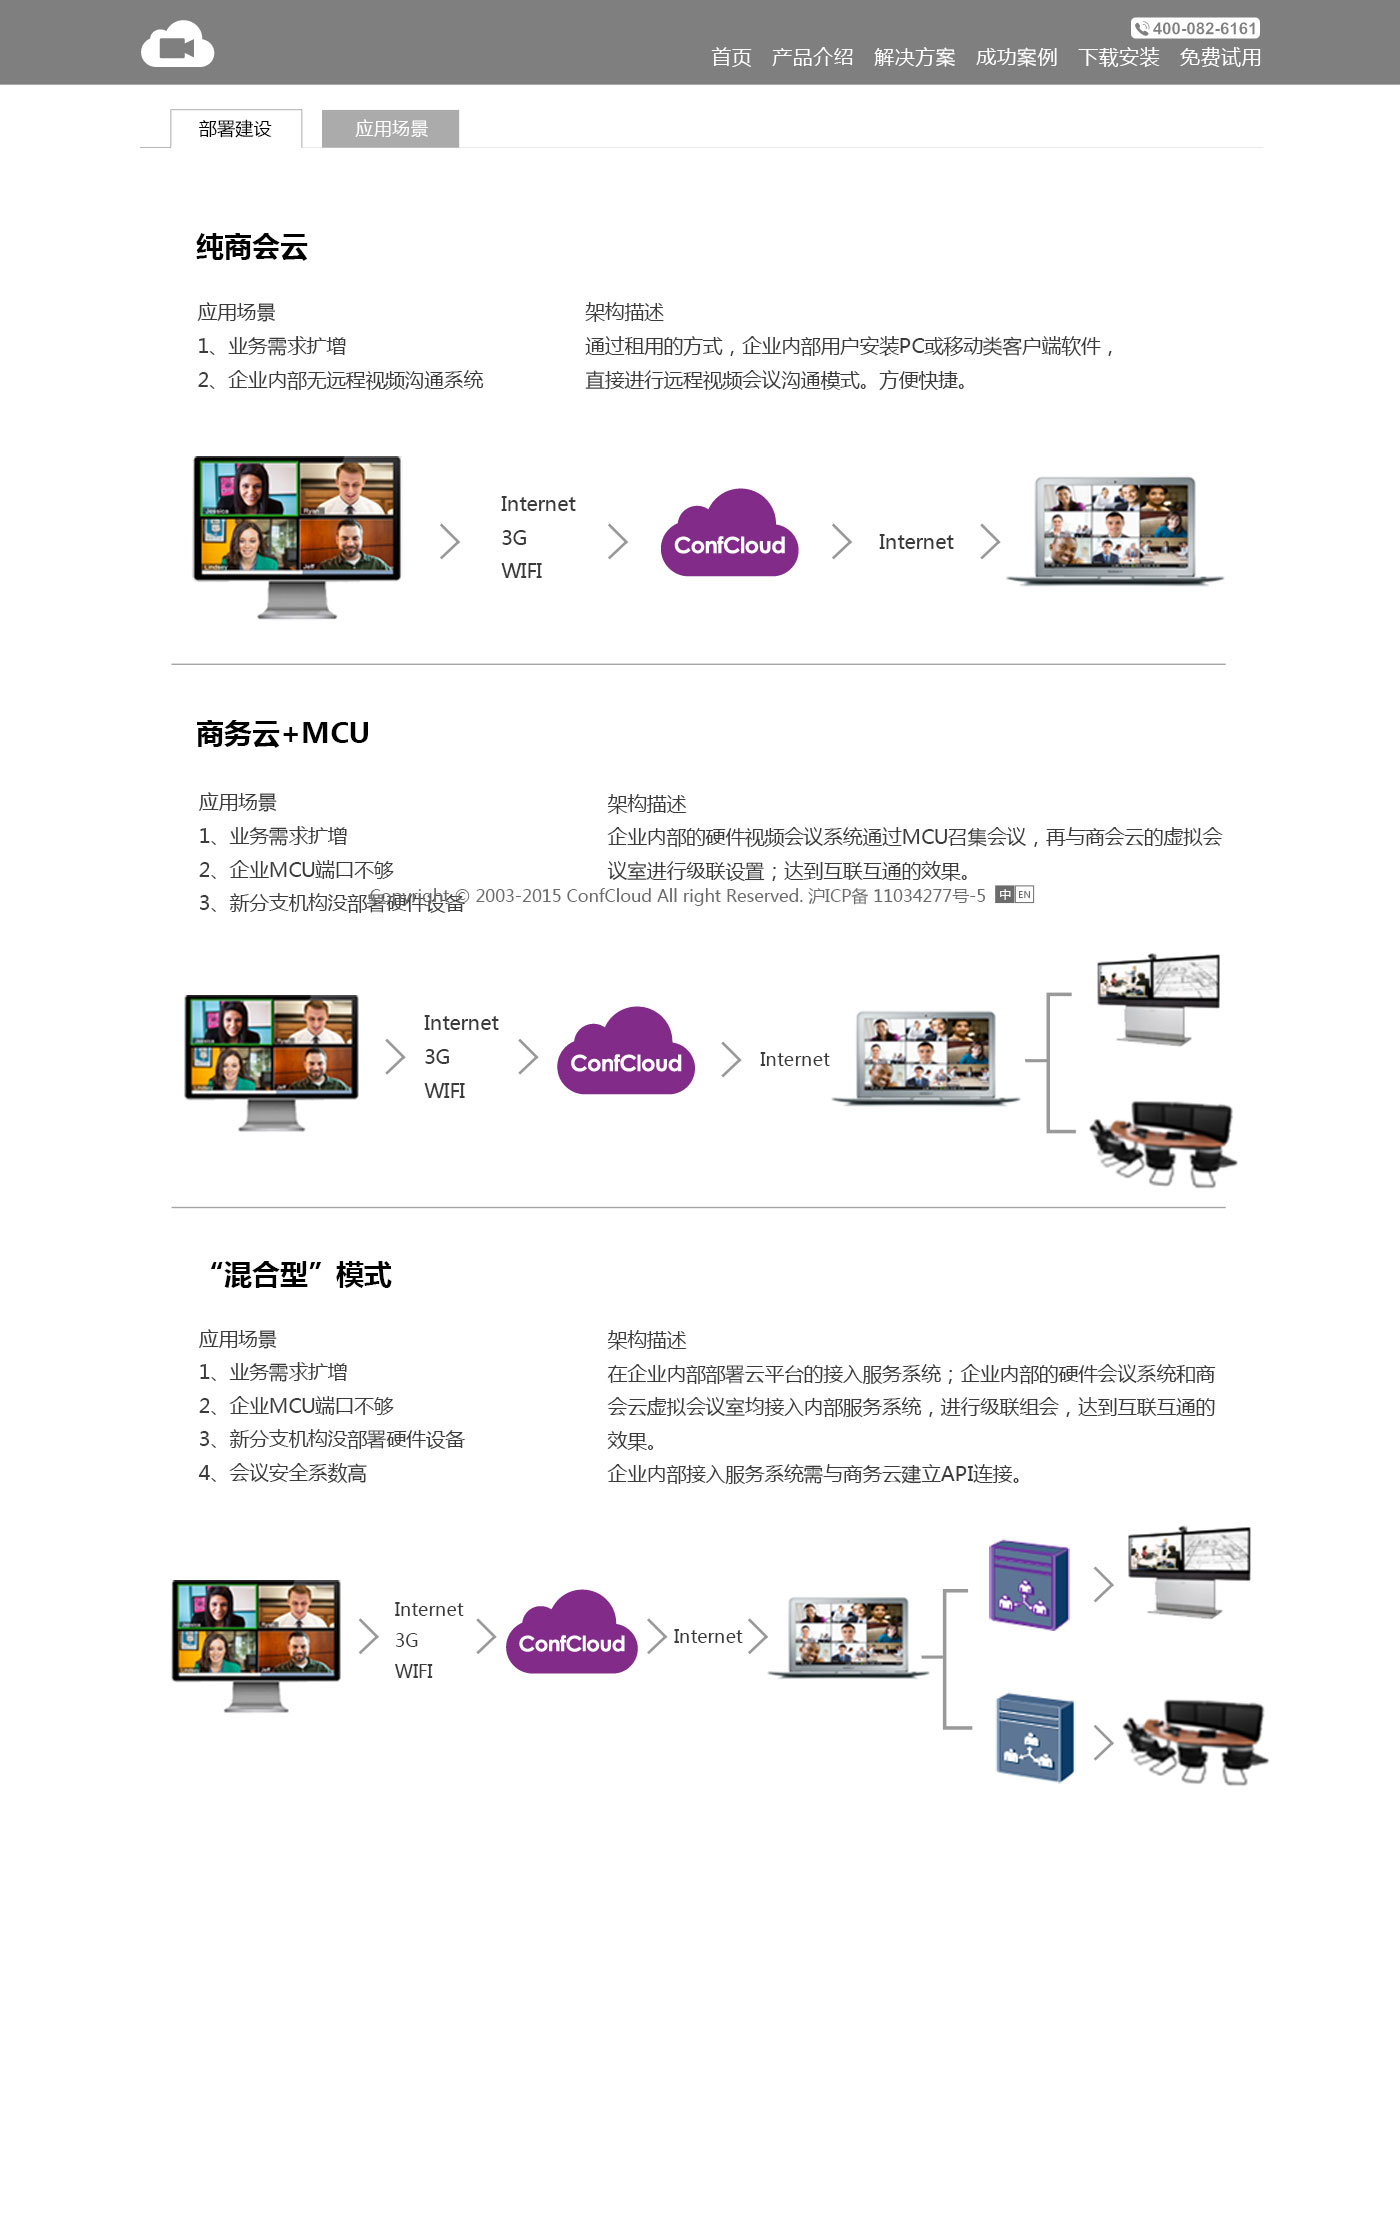 400-082-6161
首页 产品介绍 解决方案 成功案例 下载安装 免费试用
部署建设 应用场景
纯商会云
应用场景
1、业务需求扩增
2、企业内部无远程视频沟通系统
架构描述
通过租用的方式，企业内部用户安装PC或移动类客户端软件，
直接进行远程视频会议沟通模式。方便快捷。
Jessica
Ryan
Lindsey
Jeff
Internet
3G
WIFI
ConfCloud
Internet
商务云+MCU
应用场景
1、业务需求扩增
2、企业MCU端口不够
3、新分支机构没部署硬件设备
架构描述
企业内部的硬件视频会议系统通过MCU召集会议，再与商会云的虚拟会
议室进行级联设置；达到互联互通的效果。
Copyright © 2003-2015 ConfCloud All right Reserved. 沪ICP备 11034277号-5 中 EN
Internet
3G
WIFI
ConfCloud
Internet
“混合型”模式
应用场景
1、业务需求扩增
2、企业MCU端口不够
3、新分支机构没部署硬件设备
4、会议安全系数高
架构描述
在企业内部部署云平台的接入服务系统；企业内部的硬件会议系统和商
会云虚拟会议室均接入内部服务系统，进行级联组会，达到互联互通的
效果。
企业内部接入服务系统需与商务云建立API连接。
Internet
3G
WIFI
ConfCloud
Internet